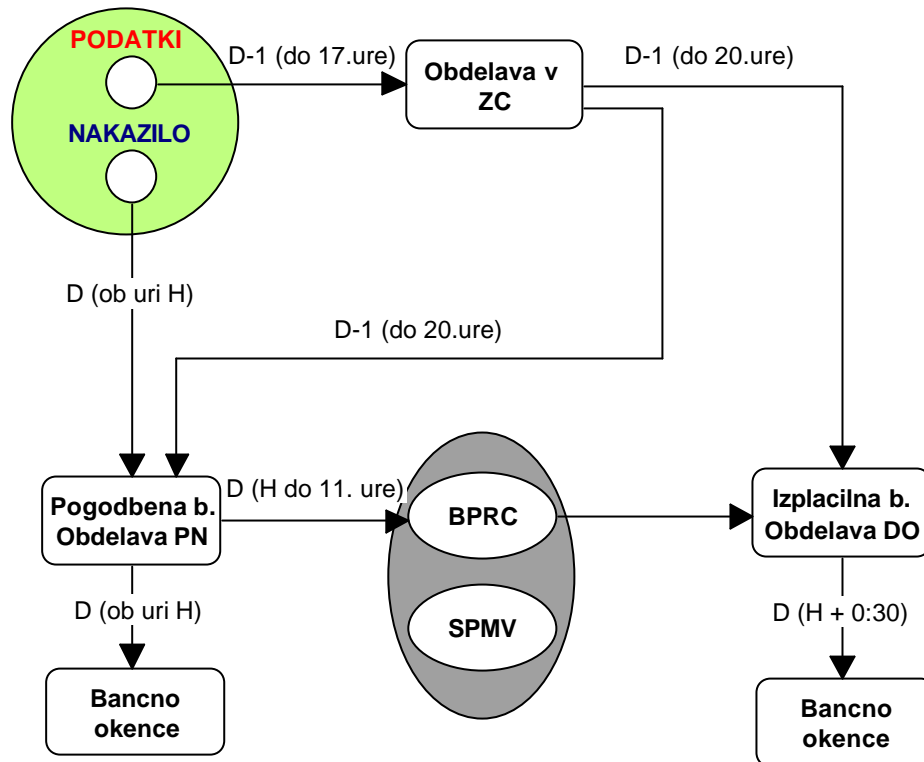 PODATKI
D-1 (do 17.ure)
Obdelava v
ZC
D-1 (do 20.ure)
NAKAZILO
D (ob uri H)
D-1 (do 20.ure)
Pogodbena b.
Obdelava PN
D (H do 11. ure)
BPRC
Izplacilna b.
Obdelava DO
D (ob uri H)
SPMV
D (H + 0:30)
Bancno
okence
Bancno
okence